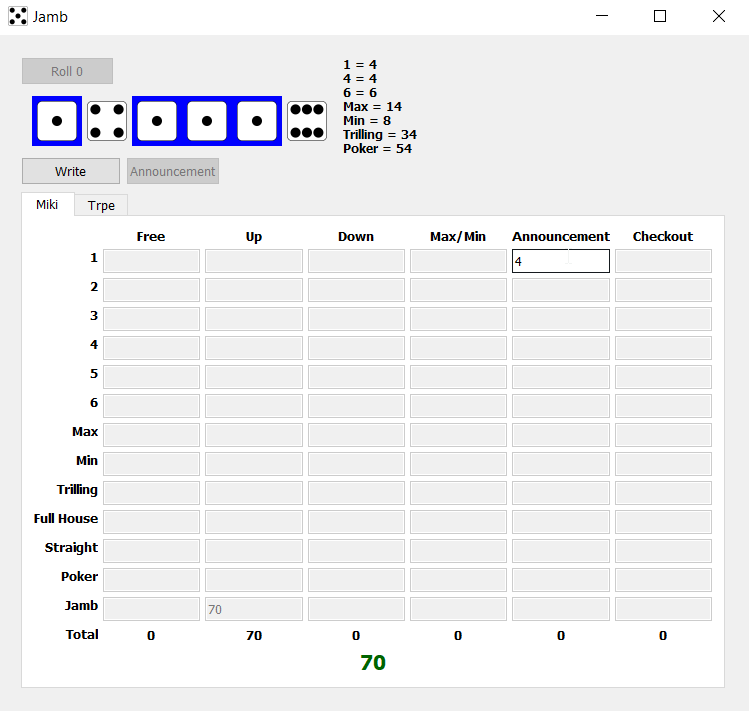 Jamb
Roll 0
1 = 4
4 = 4
6 = 6
Max = 14
Min = 8
Trilling = 34
Poker = 54
Write Announcement
Miki Trpe
Free Up Down Max/Min Announcement Checkout
1 4
2
3
4
5
6
Max
Min
Trilling
Full House
Straight
Poker
Jamb 70
Total 0 70 0 0 0 0
70